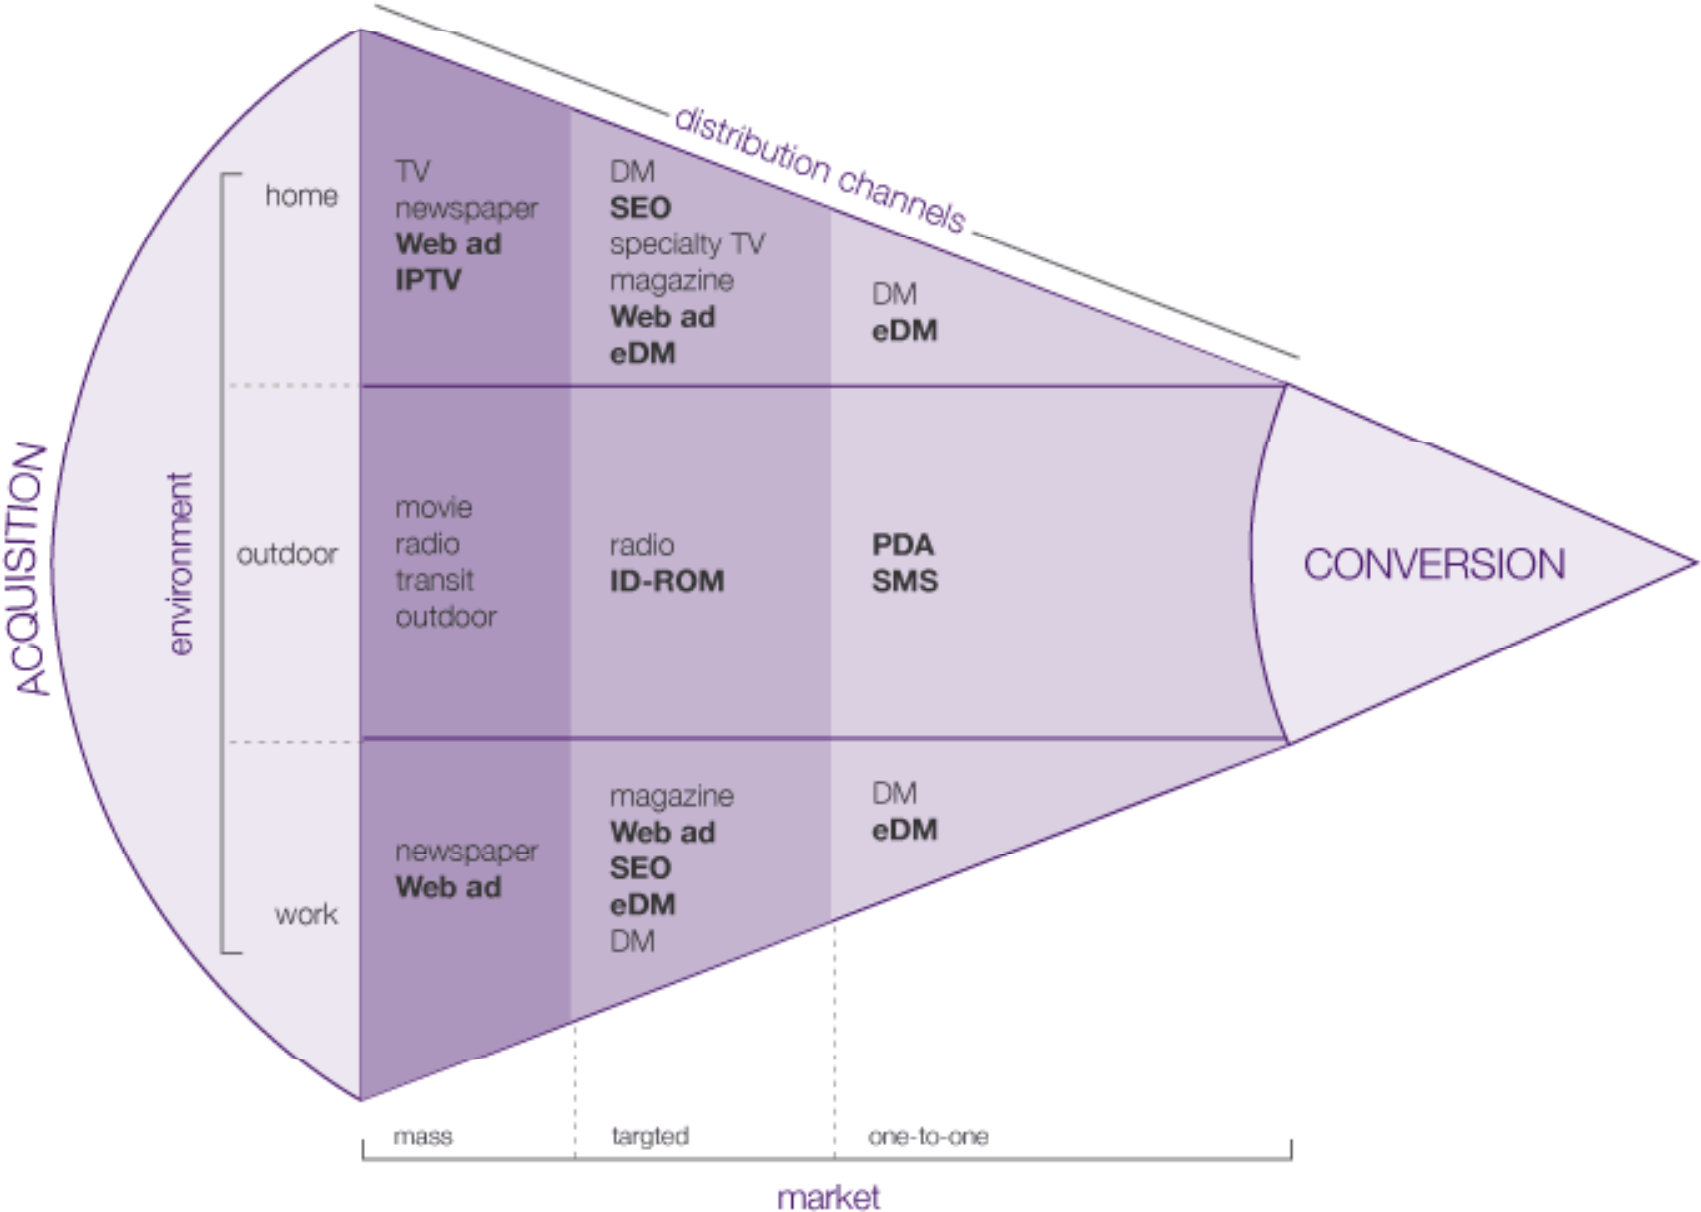 distribution channels
ACQUISITION
environment
home
TV
newspaper
Web ad
IPTV
DM
SEO
specialty TV
magazine
Web ad
eDM
DM
eDM
outdoor
movie
radio
transit
outdoor
radio
ID-ROM
PDA
SMS
CONVERSION
work
newspaper
Web ad
magazine
Web ad
SEO
eDM
DM
DM
eDM
mass
targted
one-to-one
market